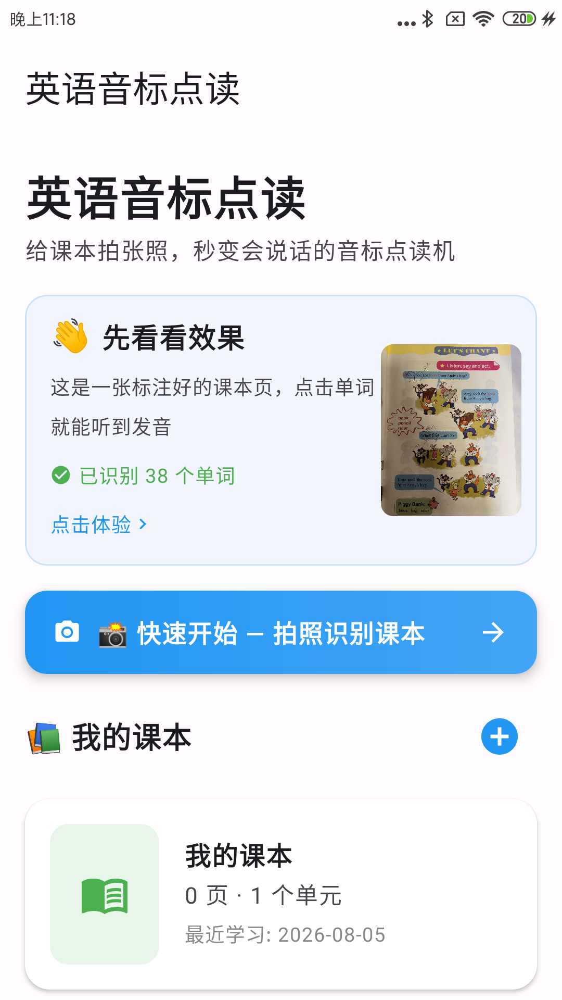 晚上11:18
20
英语音标点读
英语音标点读
给课本拍张照，秒变会说话的音标点读机
👋 先看看效果
这是一张标注好的课本页，点击单词
就能听到发音
已识别 38 个单词
点击体验
LET'S CHANT
Listen, say and act.
Who took the book from Andy's bag?
Amy took the book
from Andy's bag.
book
pencil
ruler
Who? Me? Can't be!
Koto took the book
from Andy's bag.
Piggy Bank:
book bag ruler
📸 快速开始 — 拍照识别课本
📚 我的课本
我的课本
0 页 · 1 个单元
最近学习: 2026-08-05